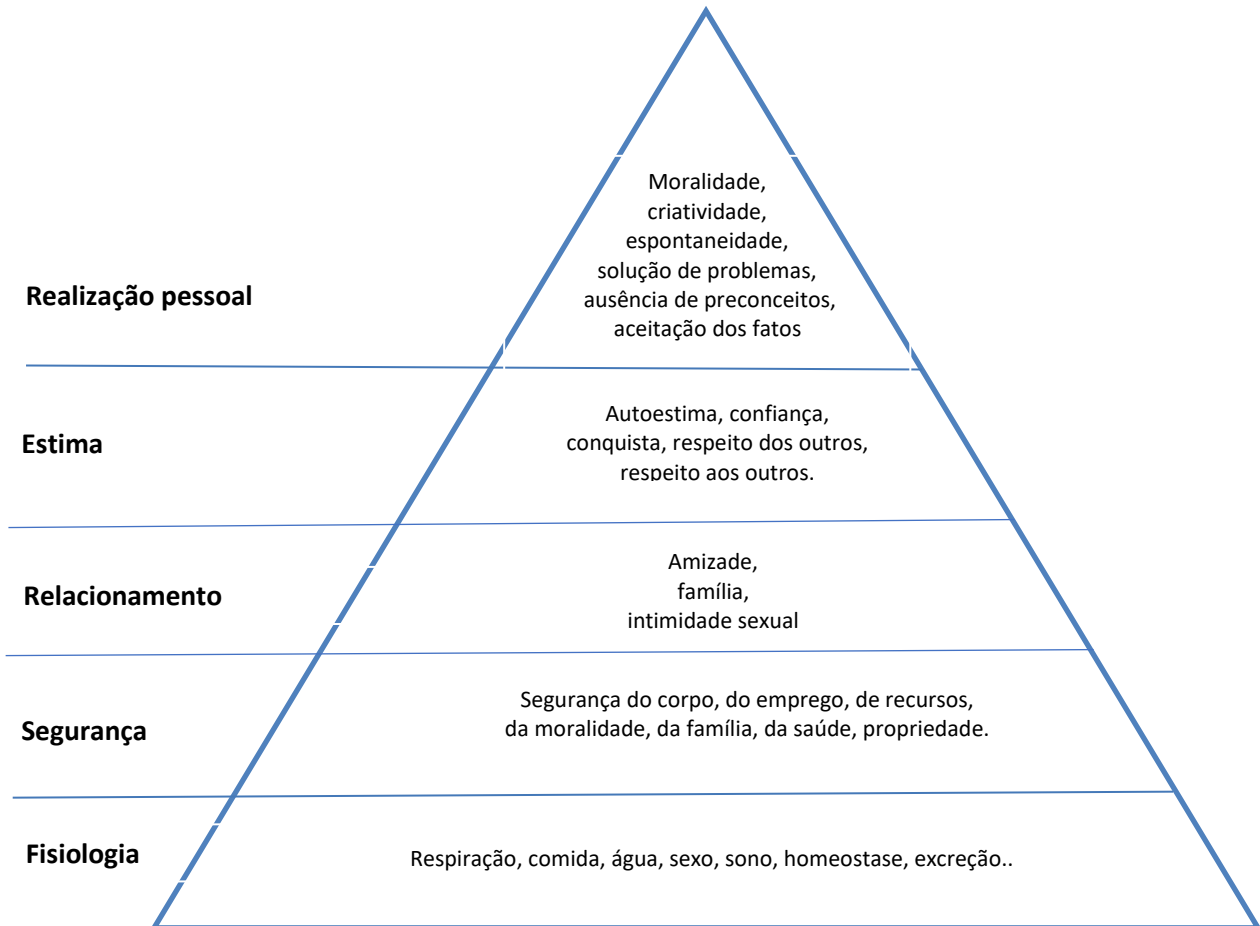 Moralidade,
criatividade,
espontaneidade,
solução de problemas,
ausência de preconceitos,
aceitação dos fatos
Realização pessoal
Autoestima, confiança,
conquista, respeito dos outros,
respeito aos outros.
Estima
Amizade,
família,
intimidade sexual
Relacionamento
Segurança do corpo, do emprego, de recursos,
da moralidade, da família, da saúde, propriedade.
Segurança
Fisiologia
Respiração, comida, água, sexo, sono, homeostase, excreção..